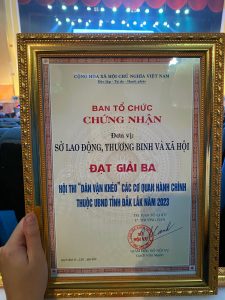 CỘNG HÒA XÃ HỘI CHỦ NGHĨA VIỆT NAM
Độc lập - Tự do - Hạnh phúc
BAN TỔ CHỨC
CHỨNG NHẬN
Đơn vị:
SỞ LAO ĐỘNG, THƯƠNG BINH VÀ XÃ HỘI
ĐẠT GIẢI BA
HỘI THI "DÂN VẬN KHÉO" CÁC CƠ QUAN HÀNH CHÍNH
THUỘC UBND TỈNH ĐẮK LẮK NĂM 2023